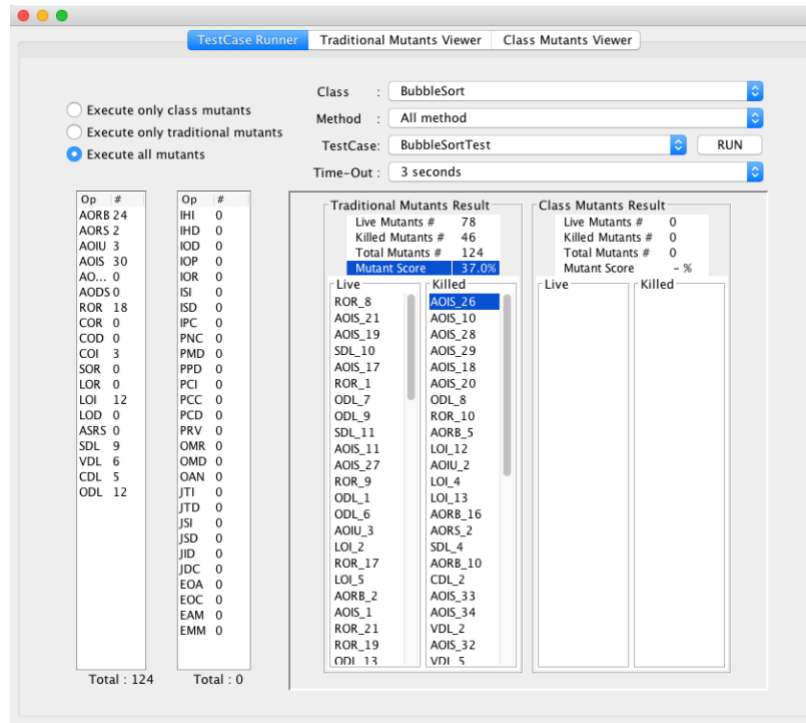 TestCase Runner Traditional Mutants Viewer Class Mutants Viewer
Class : BubbleSort
Method : All method
TestCase: BubbleSortTest RUN
Time-Out : 3 seconds
Execute only class mutants
Execute only traditional mutants
Execute all mutants
Op #
AORB 24
AORS 2
AOIU 3
AOIS 30
AO... 0
AODS 0
ROR 18
COR 0
COD 0
COI 3
SOR 0
LOR 0
LOI 12
LOD 0
ASRS 0
SDL 9
VDL 6
CDL 5
ODL 12
Total : 124
Op #
IHI 0
IHD 0
IOD 0
IOP 0
IOR 0
ISI 0
ISD 0
IPC 0
PNC 0
PMD 0
PPD 0
PCI 0
PCC 0
PCD 0
PRV 0
OMR 0
OMD 0
OAN 0
JTI 0
JTD 0
JSI 0
JSD 0
JID 0
JDC 0
EOA 0
EOC 0
EAM 0
EMM 0
Total : 0
Traditional Mutants Result
Live Mutants # 78
Killed Mutants # 46
Total Mutants # 124
Mutant Score 37.0%
Live
ROR_8
AOIS_21
AOIS_19
SDL_10
AOIS_17
ROR_1
ODL_7
ODL_9
SDL_11
AOIS_11
AOIS_27
ROR_9
ODL_1
ODL_6
AOIU_3
LOI_2
ROR_17
LOI_5
AORB_2
AOIS_1
ROR_21
ROR_19
ODL_13
Killed
AOIS_26
AOIS_10
AOIS_28
AOIS_29
AOIS_18
AOIS_20
ODL_8
ROR_10
AORB_5
LOI_12
AOIU_2
LOI_4
LOI_13
AORB_16
AORS_2
SDL_4
AORB_10
CDL_2
AOIS_33
AOIS_34
VDL_2
AOIS_32
VDL_5
Class Mutants Result
Live Mutants # 0
Killed Mutants # 0
Total Mutants # 0
Mutant Score - %
Live
Killed